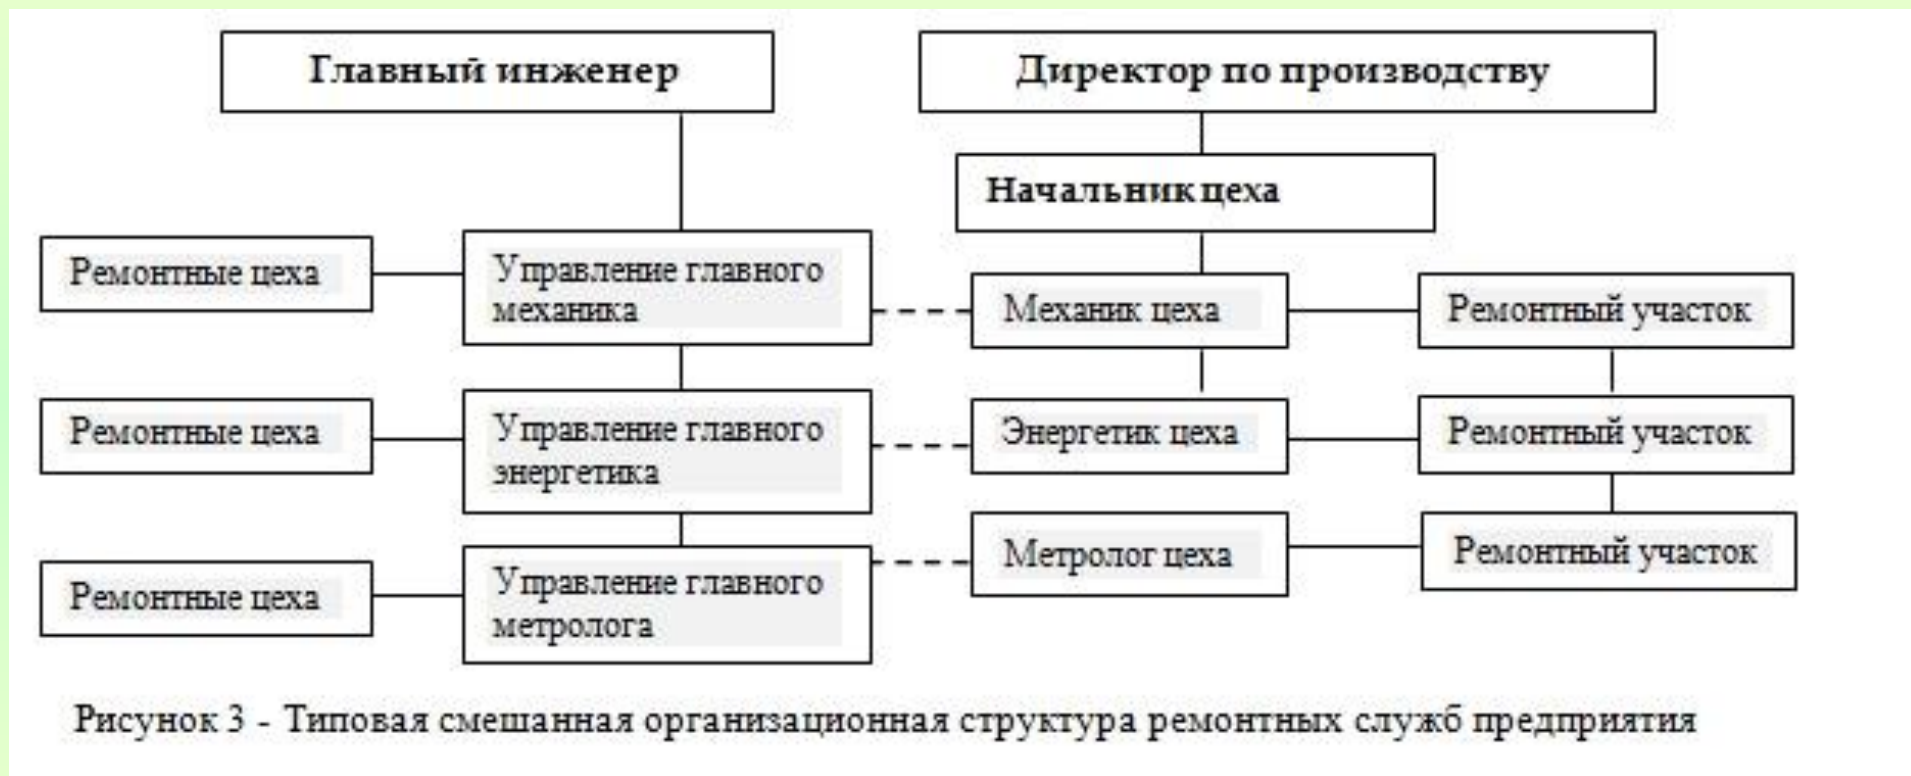 Главный инженер
Директор по производству
Начальник цеха
Ремонтные цеха
Управление главного
механика
Механик цеха
Ремонтный участок
Ремонтные цеха
Управление главного
энергетика
Энергетик цеха
Ремонтный участок
Ремонтные цеха
Управление главного
метролога
Метролог цеха
Ремонтный участок
Рисунок 3 - Типовая смешанная организационная структура ремонтных служб предприятия